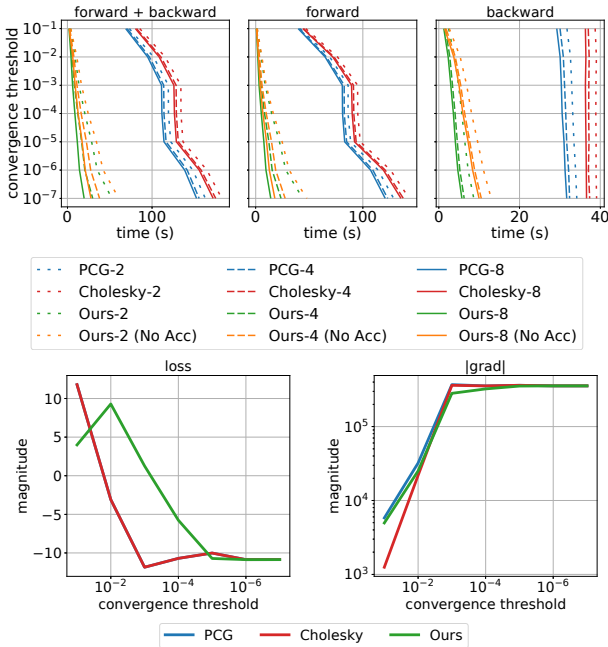 forward + backward
forward
backward
convergence threshold
10⁻¹
10⁻²
10⁻³
10⁻⁴
10⁻⁵
10⁻⁶
10⁻⁷
0 100
0 100
0 20 40
time (s)
time (s)
time (s)
PCG-2 PCG-4 PCG-8
Cholesky-2 Cholesky-4 Cholesky-8
Ours-2 Ours-4 Ours-8
Ours-2 (No Acc) Ours-4 (No Acc) Ours-8 (No Acc)
loss
magnitude
10
5
0
−5
−10
10⁻² 10⁻⁴ 10⁻⁶
convergence threshold
|grad|
magnitude
10⁵
10⁴
10³
10⁻² 10⁻⁴ 10⁻⁶
convergence threshold
PCG Cholesky Ours